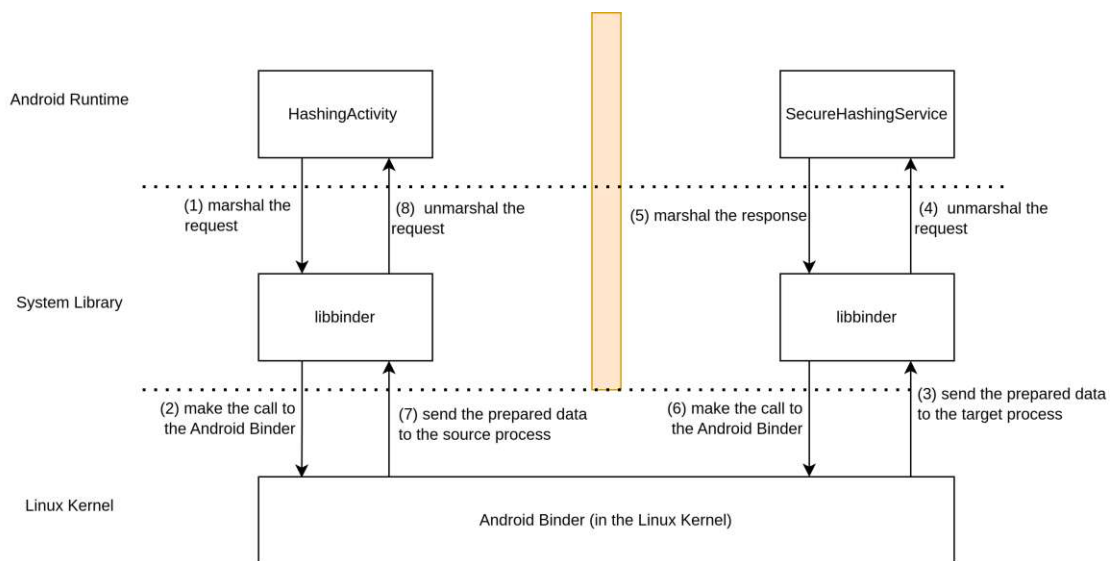 Android Runtime
HashingActivity
SecureHashingService
(1) marshal the
request
(8) unmarshal the
request
(5) marshal the response
(4) unmarshal the
request
System Library
libbinder
libbinder
(2) make the call to
the Android Binder
(7) send the prepared data
to the source process
(6) make the call to
the Android Binder
(3) send the prepared data
to the target process
Linux Kernel
Android Binder (in the Linux Kernel)